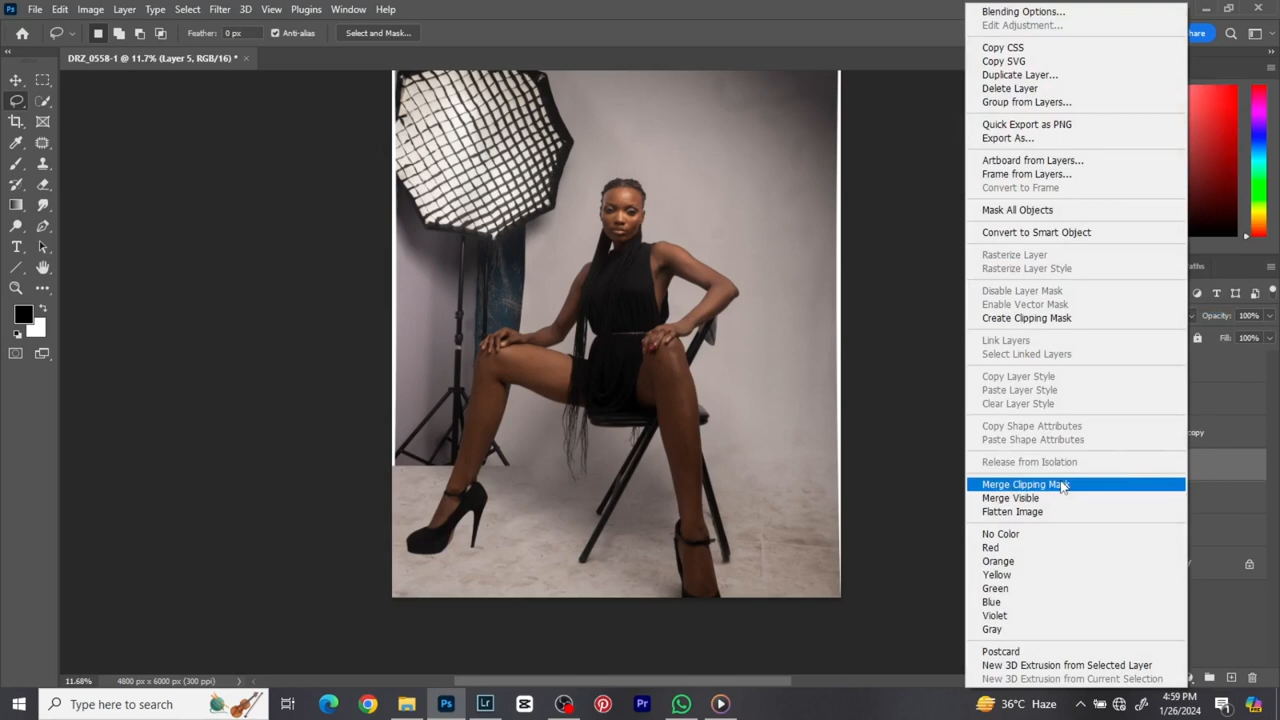 Ps File Edit Image Layer Type Select Filter 3D View Plugins Window Help
Feather: 0 px Anti-alias Select and Mask...
hare
DRZ_0558-1 @ 11.7% (Layer 5, RGB/16) * ×
Blending Options...
Edit Adjustment...
Copy CSS
Copy SVG
Duplicate Layer...
Delete Layer
Group from Layers...
Quick Export as PNG
Export As...
Artboard from Layers...
Frame from Layers...
Convert to Frame
Mask All Objects
Convert to Smart Object
Rasterize Layer
Rasterize Layer Style
Disable Layer Mask
Enable Vector Mask
Create Clipping Mask
Link Layers
Select Linked Layers
Copy Layer Style
Paste Layer Style
Clear Layer Style
Copy Shape Attributes
Paste Shape Attributes
Release from Isolation
Merge Clipping Mask
Merge Visible
Flatten Image
No Color
Red
Orange
Yellow
Green
Blue
Violet
Gray
Postcard
New 3D Extrusion from Selected Layer
New 3D Extrusion from Current Selection
aths
Opacity: 100%
Fill: 100%
copy
11.68% 4800 px x 6000 px (300 ppi)
Type here to search
Ps Lr Pr
36°C Haze
4:59 PM
1/26/2024